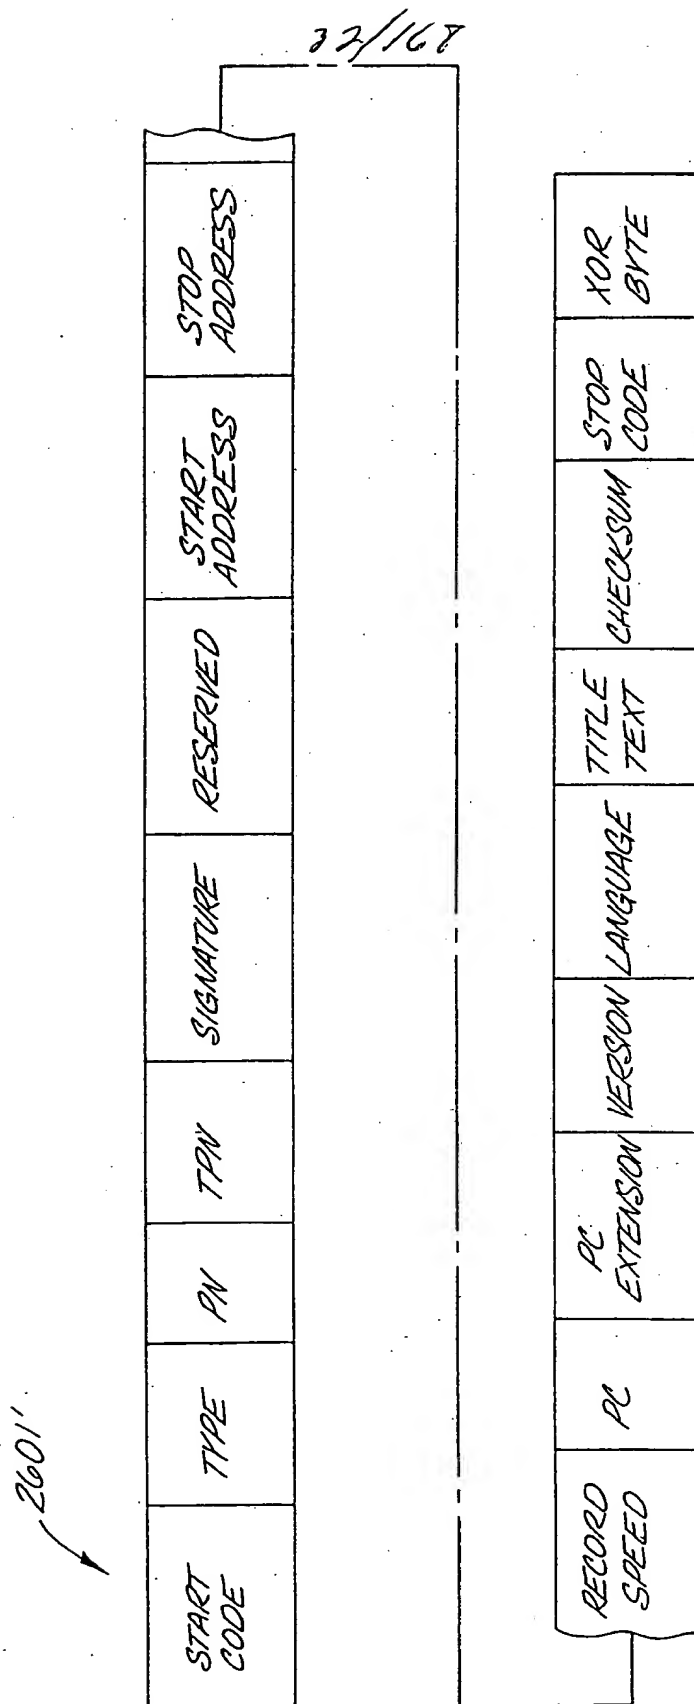 32/168
2601'
START
CODE
TYPE
PN
TPN
SIGNATURE
RESERVED
START
ADDRESS
STOP
ADDRESS
RECORD
SPEED
PC
PC
EXTENSION
VERSION
LANGUAGE
TITLE
TEXT
CHECKSUM
STOP
CODE
XOR
BYTE